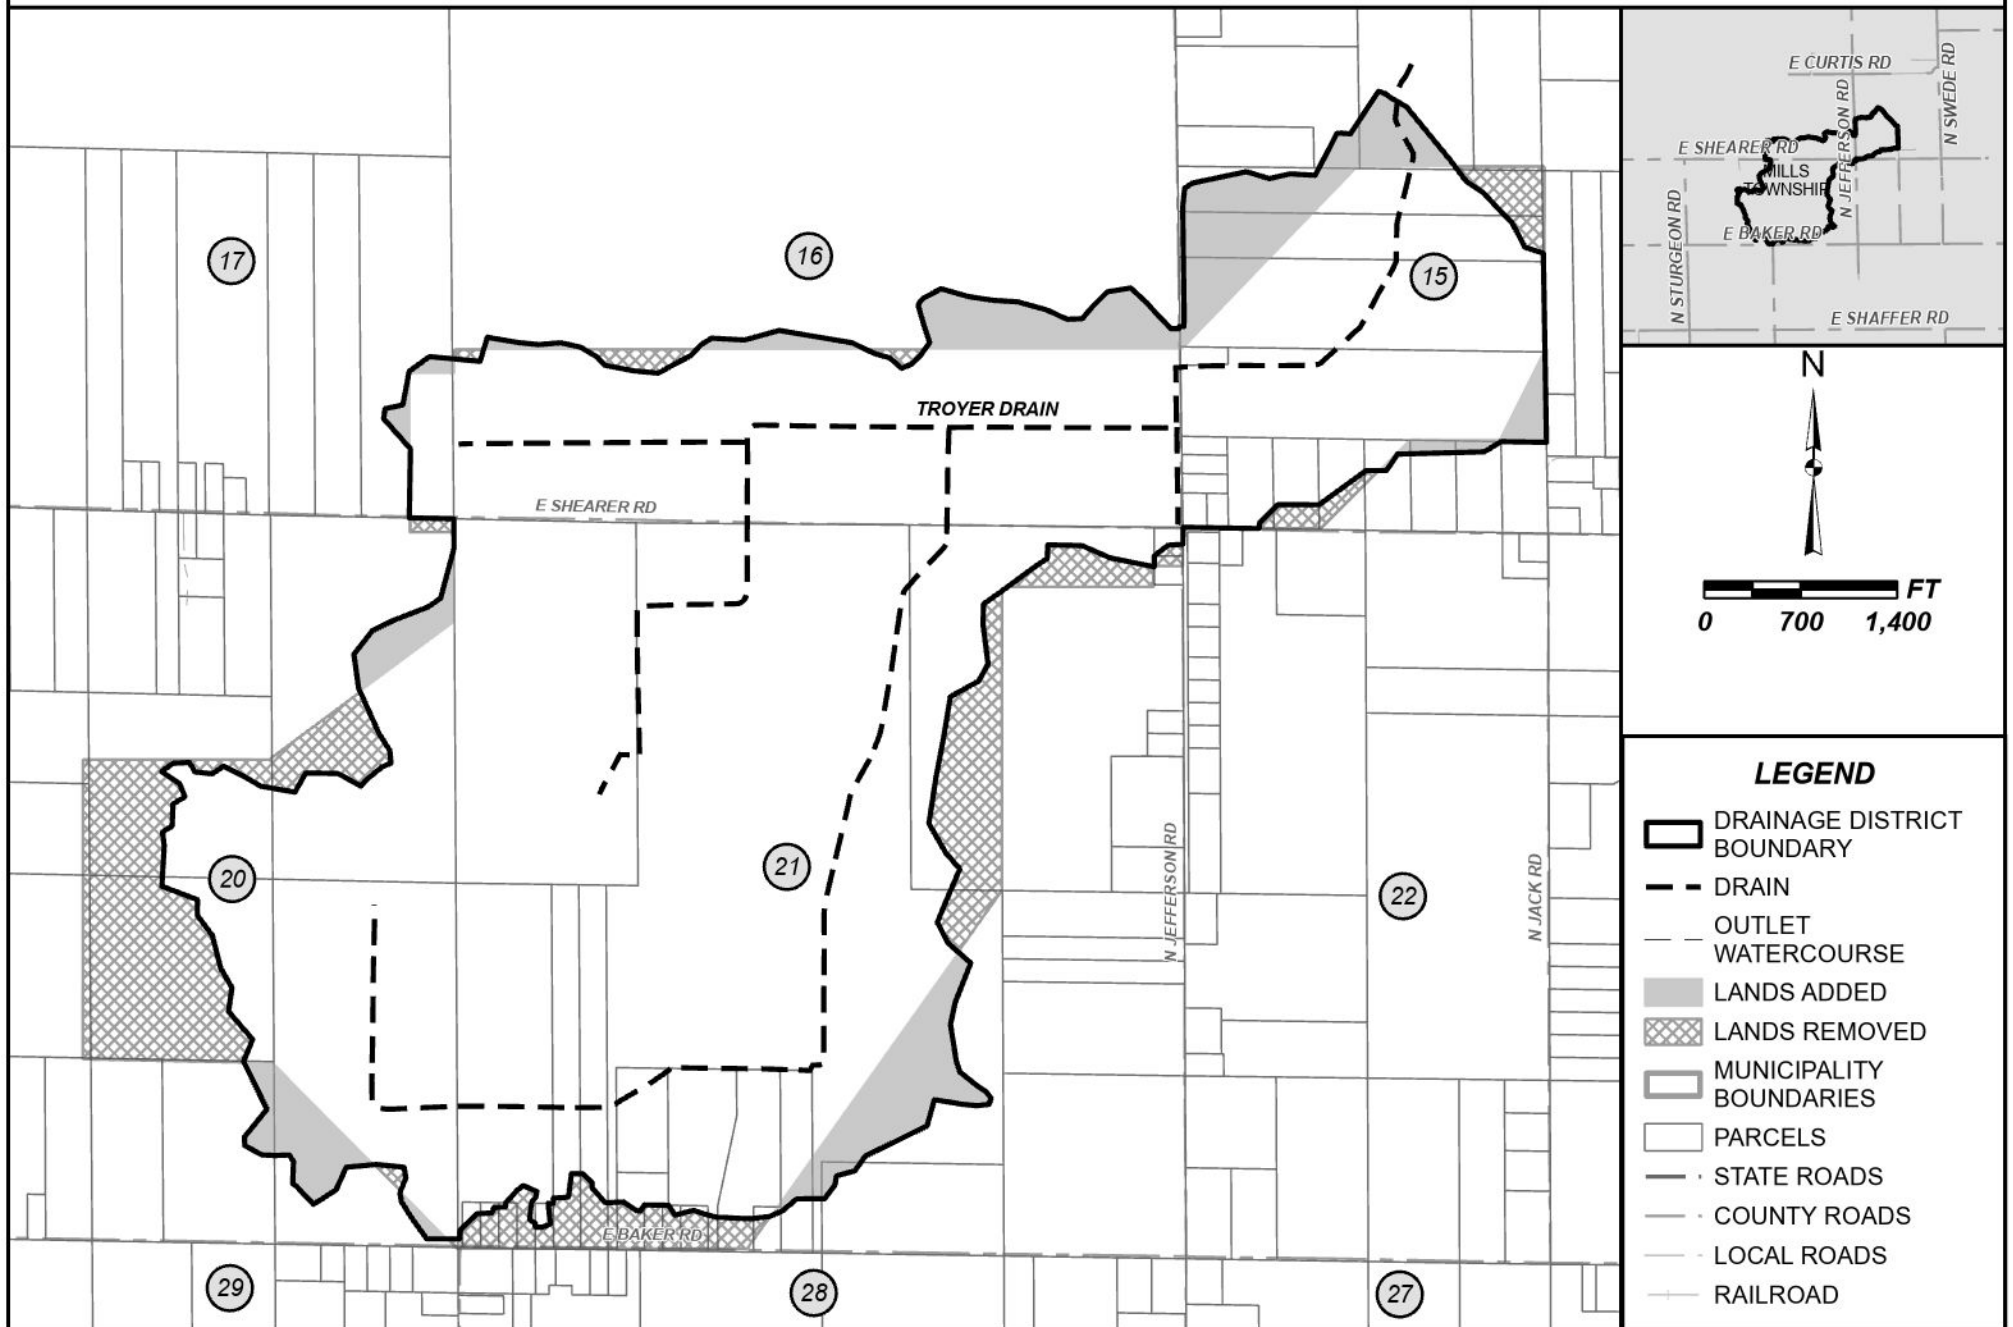 17
16
15
TROYER DRAIN
E SHEARER RD
20
21
22
N JEFFERSON RD
N JACK RD
E BAKER RD
29
28
27
E CURTIS RD
N SWEDE RD
N JEFFERSON RD
E SHEARER RD
MILLS
TOWNSHIP
E BAKER RD
N STURGEON RD
E SHAFFER RD
N
FT
0 700 1,400
LEGEND
DRAINAGE DISTRICT
BOUNDARY
DRAIN
OUTLET
WATERCOURSE
LANDS ADDED
LANDS REMOVED
MUNICIPALITY
BOUNDARIES
PARCELS
STATE ROADS
COUNTY ROADS
LOCAL ROADS
RAILROAD